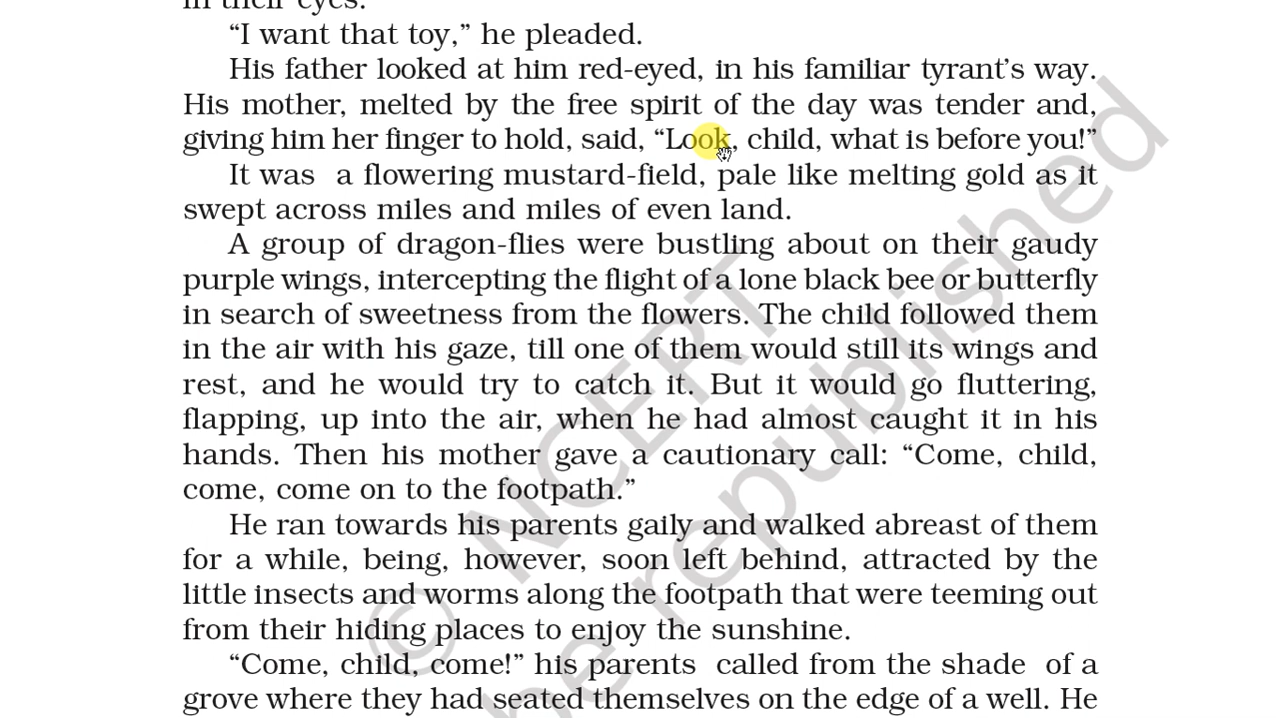 in their eyes.
“I want that toy,” he pleaded.
His father looked at him red-eyed, in his familiar tyrant’s way.
His mother, melted by the free spirit of the day was tender and,
giving him her finger to hold, said, “Look, child, what is before you!”
It was a flowering mustard-field, pale like melting gold as it
swept across miles and miles of even land.
A group of dragon-flies were bustling about on their gaudy
purple wings, intercepting the flight of a lone black bee or butterfly
in search of sweetness from the flowers. The child followed them
in the air with his gaze, till one of them would still its wings and
rest, and he would try to catch it. But it would go fluttering,
flapping, up into the air, when he had almost caught it in his
hands. Then his mother gave a cautionary call: “Come, child,
come, come on to the footpath.”
He ran towards his parents gaily and walked abreast of them
for a while, being, however, soon left behind, attracted by the
little insects and worms along the footpath that were teeming out
from their hiding places to enjoy the sunshine.
“Come, child, come!” his parents called from the shade of a
grove where they had seated themselves on the edge of a well. He
© NCERT
be republished